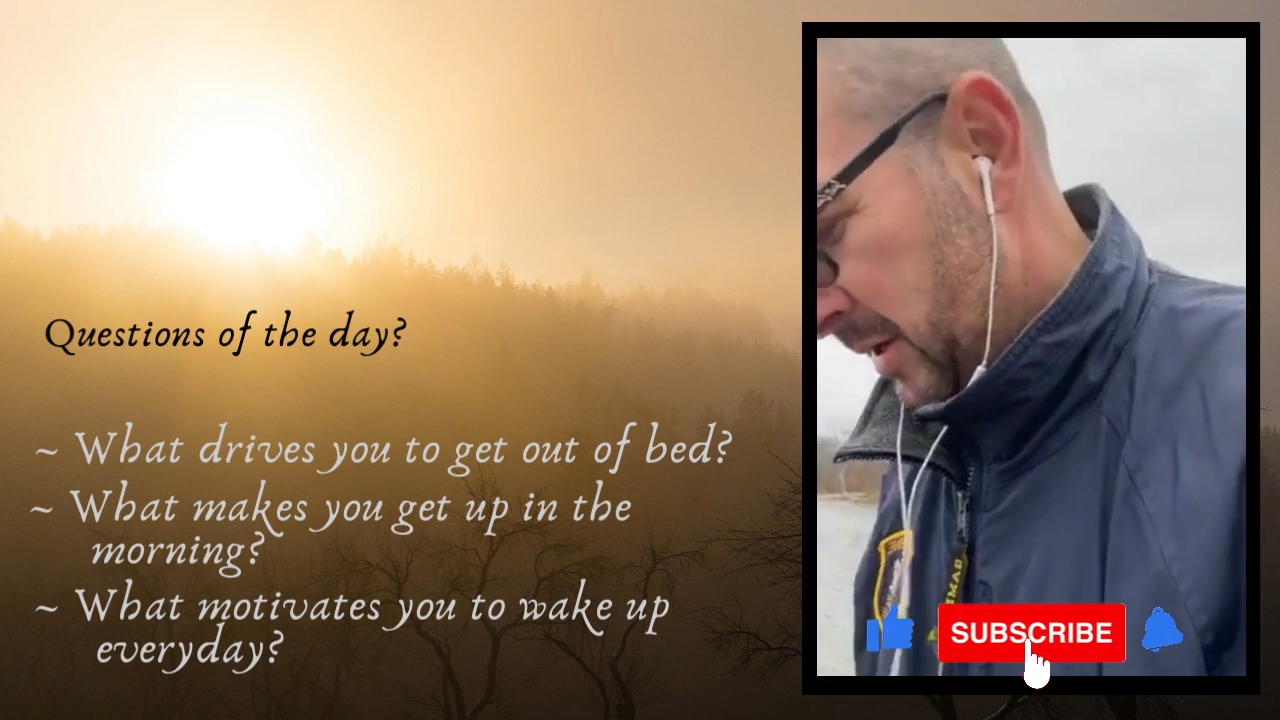 Questions of the day?
~ What drives you to get out of bed?
~ What makes you get up in the
morning?
~ What motivates you to wake up
everyday?
SUBSCRIBE